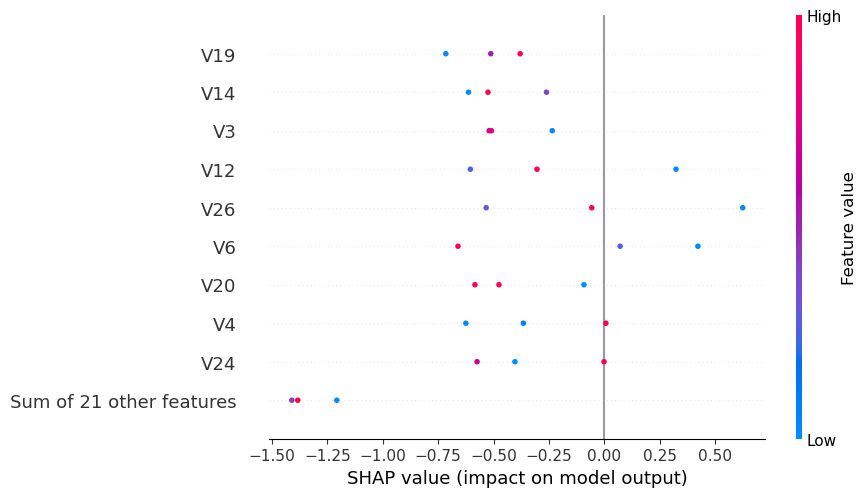 High
V19
V14
V3
V12
V26
V6
V20
V4
V24
Sum of 21 other features
Feature value
Low
−1.50 −1.25 −1.00 −0.75 −0.50 −0.25 0.00 0.25 0.50
SHAP value (impact on model output)